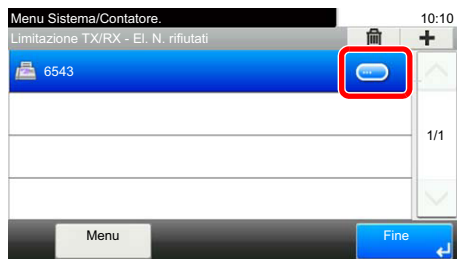 Menu Sistema/Contatore.
10:10
Limitazione TX/RX - El. N. rifiutati
6543
1/1
Menu
Fine